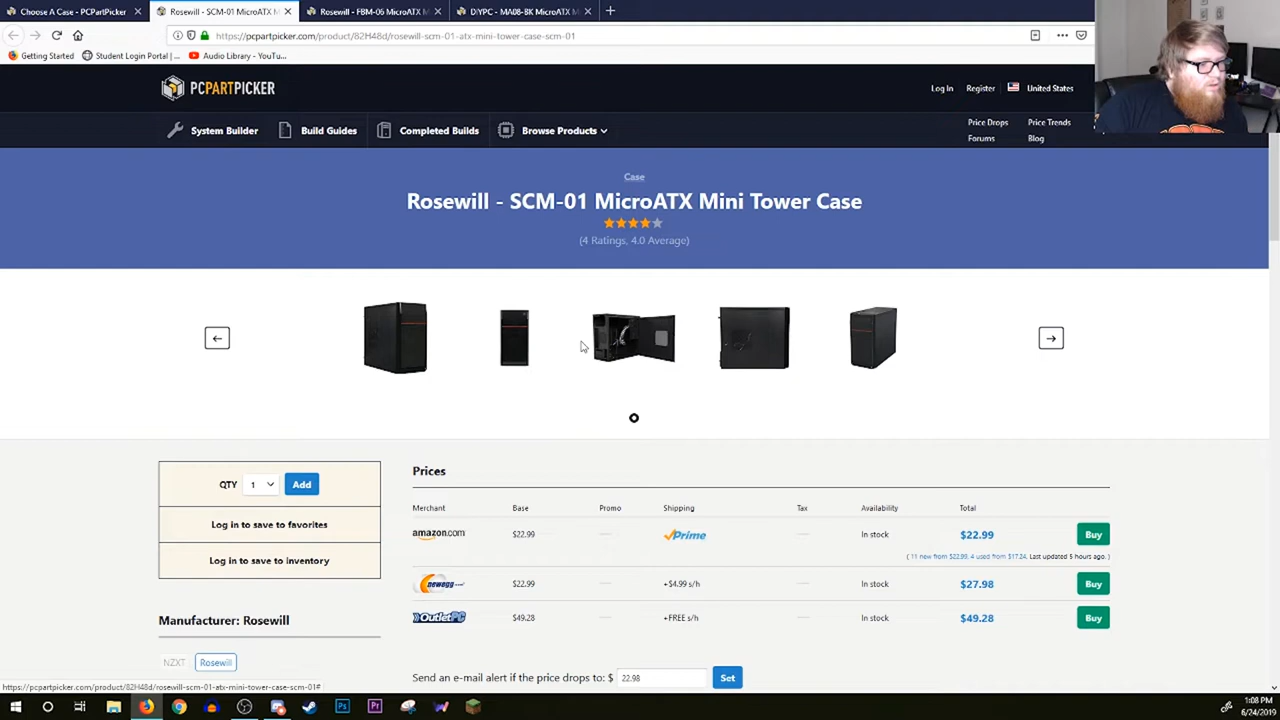 Choose A Case - PCPartPicker
Rosewill - SCM-01 MicroATX Mini
Rosewill - FBM-06 MicroATX M
DIYPC - MA08-BK MicroATX M
https://pcpartpicker.com/product/82H48d/rosewill-scm-01-atx-mini-tower-case-scm-01
Getting Started
Student Login Portal |...
Audio Library - YouTu...
PCPARTPICKER
Log In
Register
United States
System Builder
Build Guides
Completed Builds
Browse Products
Price Drops
Price Trends
Forums
Blog
Case
Rosewill - SCM-01 MicroATX Mini Tower Case
(4 Ratings, 4.0 Average)
QTY 1 Add
Log in to save to favorites
Log in to save to inventory
Manufacturer: Rosewill
NZXT Rosewill
Prices
Merchant Base Promo Shipping Tax Availability Total
amazon.com $22.99 — Prime — In stock $22.99 Buy
( 11 new from $22.99, 4 used from $17.24. Last updated 5 hours ago. )
newegg $22.99 — +$4.99 s/h — In stock $27.98 Buy
OutletPC $49.28 — +FREE s/h — In stock $49.28 Buy
Send an e-mail alert if the price drops to: $ 22.98 Set
https://pcpartpicker.com/product/82H48d/rosewill-scm-01-atx-mini-tower-case-scm-01#
1:08 PM
6/24/2019